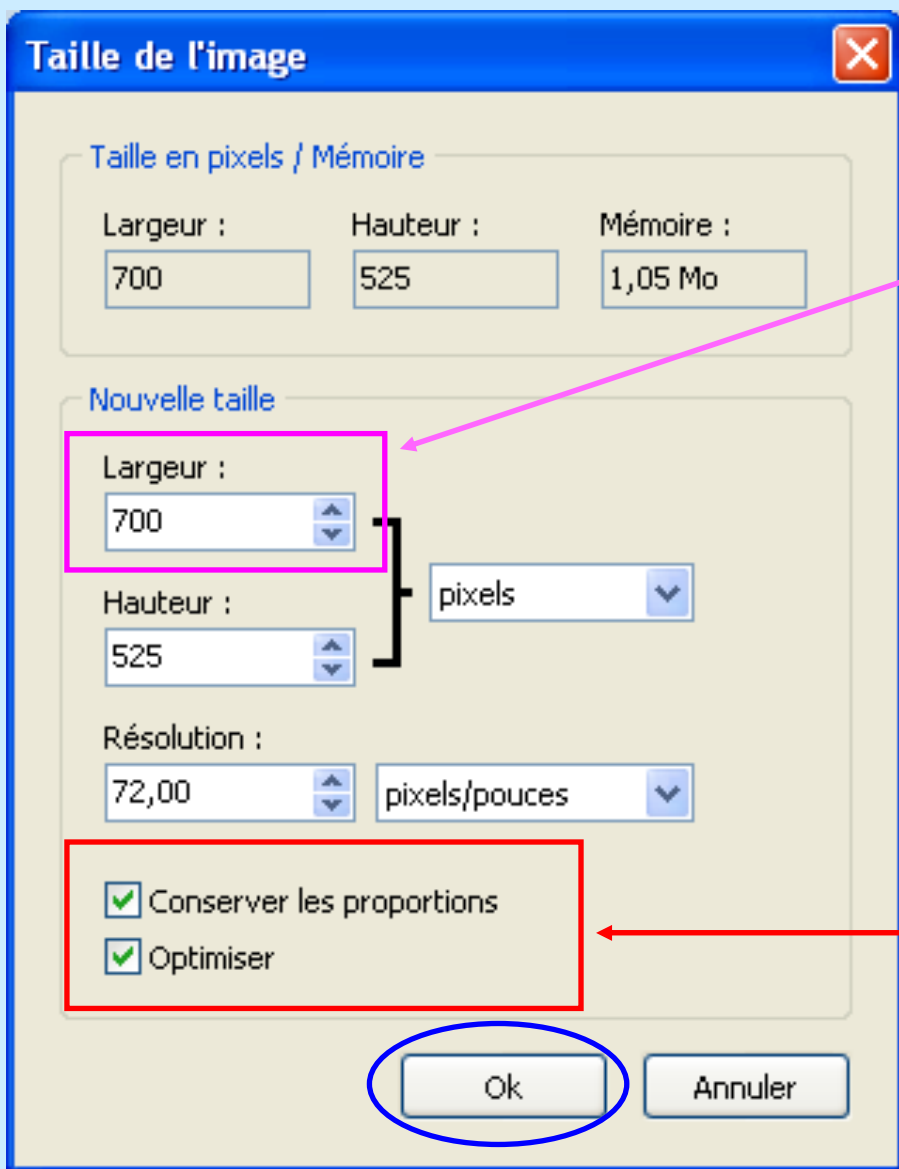 Taille de l'image
Taille en pixels / Mémoire
Largeur : Hauteur : Mémoire :
700 525 1,05 Mo
Nouvelle taille
Largeur :
700
pixels
Hauteur :
525
Résolution :
72,00 pixels/pouces
Conserver les proportions
Optimiser
Ok Annuler